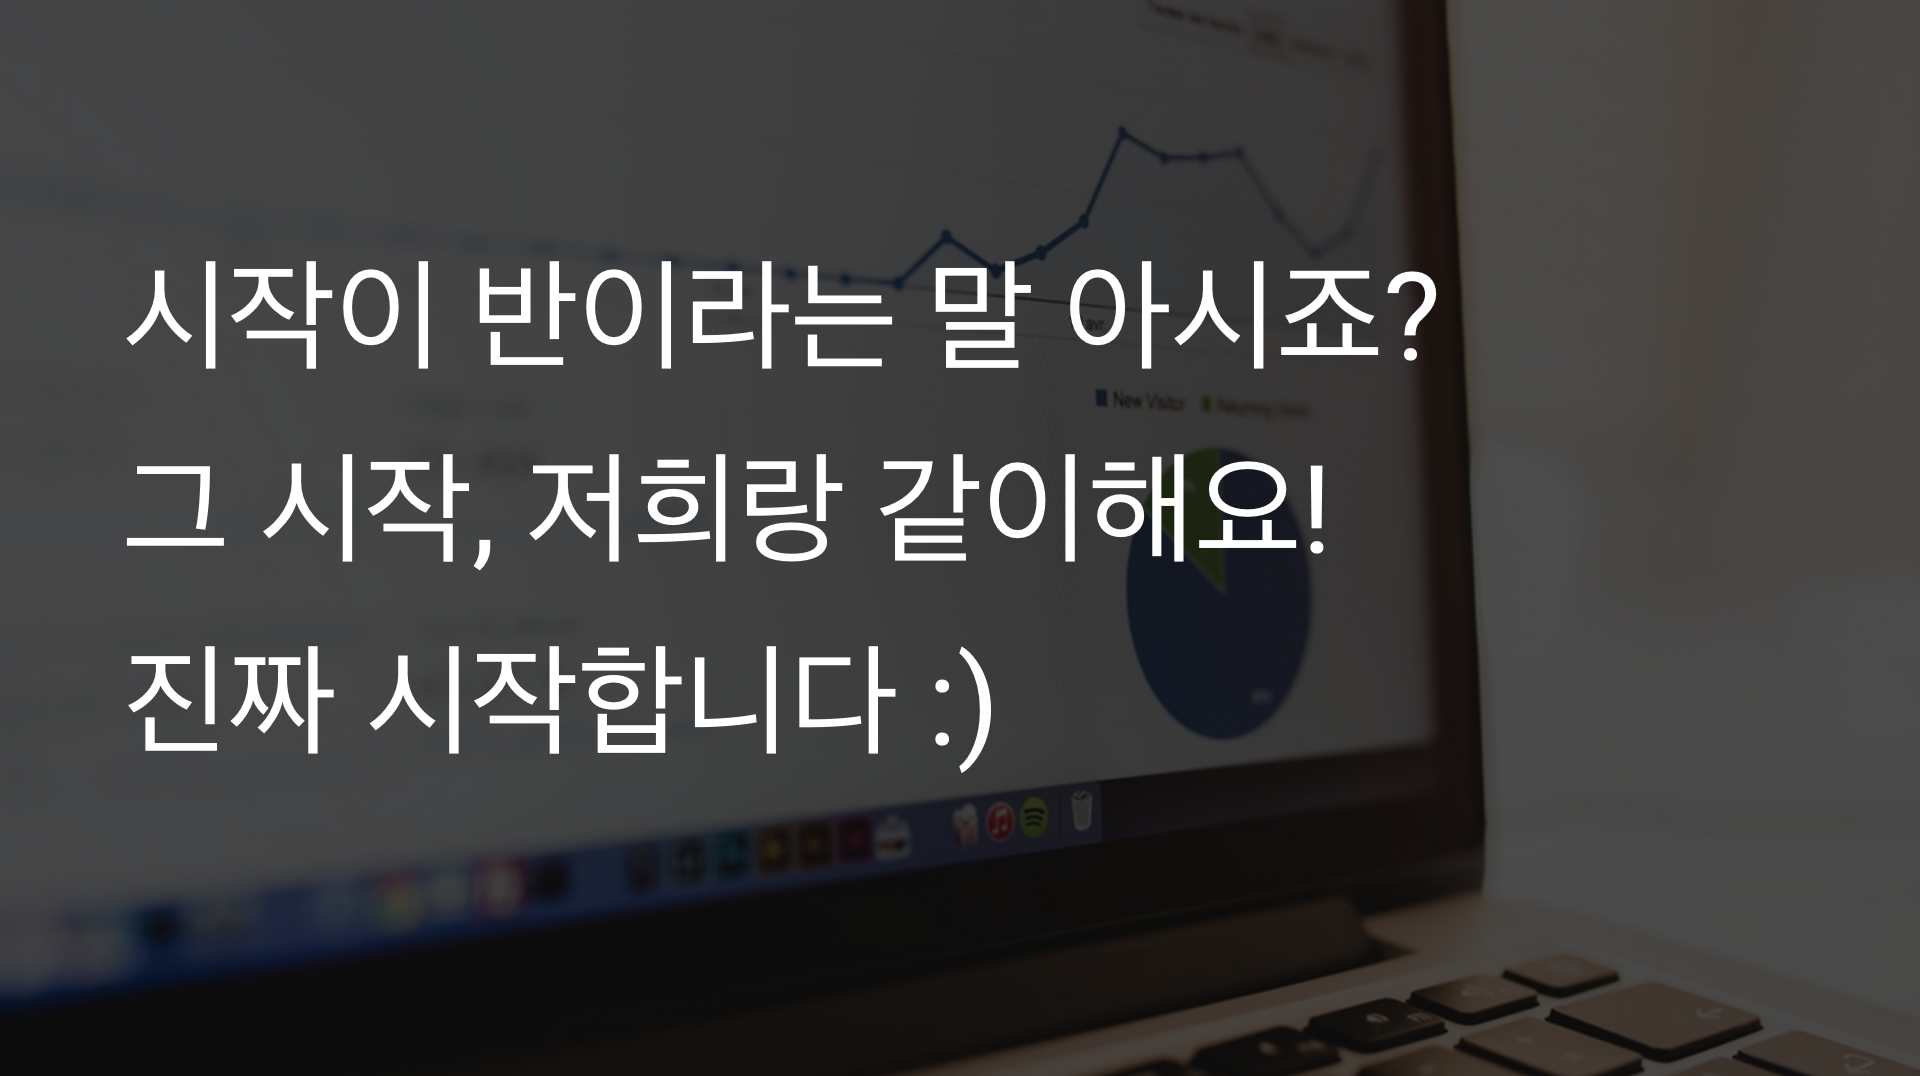 시작이 반이라는 말 아시죠?
그 시작, 저희랑 같이해요!
진짜 시작합니다 :)
New Visitor
Returning Visitor